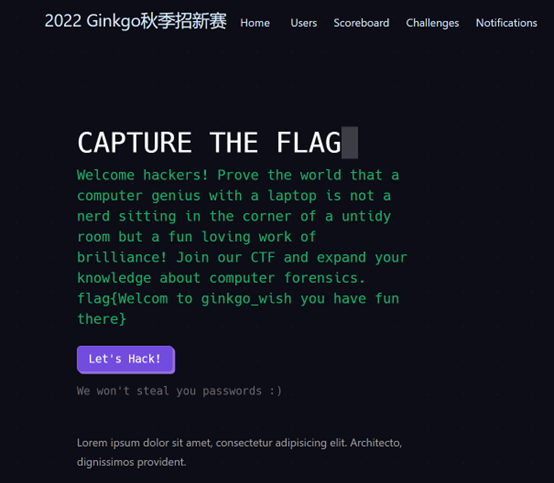 2022 Ginkgo秋季招新赛 Home Users Scoreboard Challenges Notifications
CAPTURE THE FLAG
Welcome hackers! Prove the world that a
computer genius with a laptop is not a
nerd sitting in the corner of a untidy
room but a fun loving work of
brilliance! Join our CTF and expand your
knowledge about computer forensics.
flag{Welcom to ginkgo_wish you have fun
there}
Let's Hack!
We won't steal you passwords :)
Lorem ipsum dolor sit amet, consectetur adipisicing elit. Architecto,
dignissimos provident.